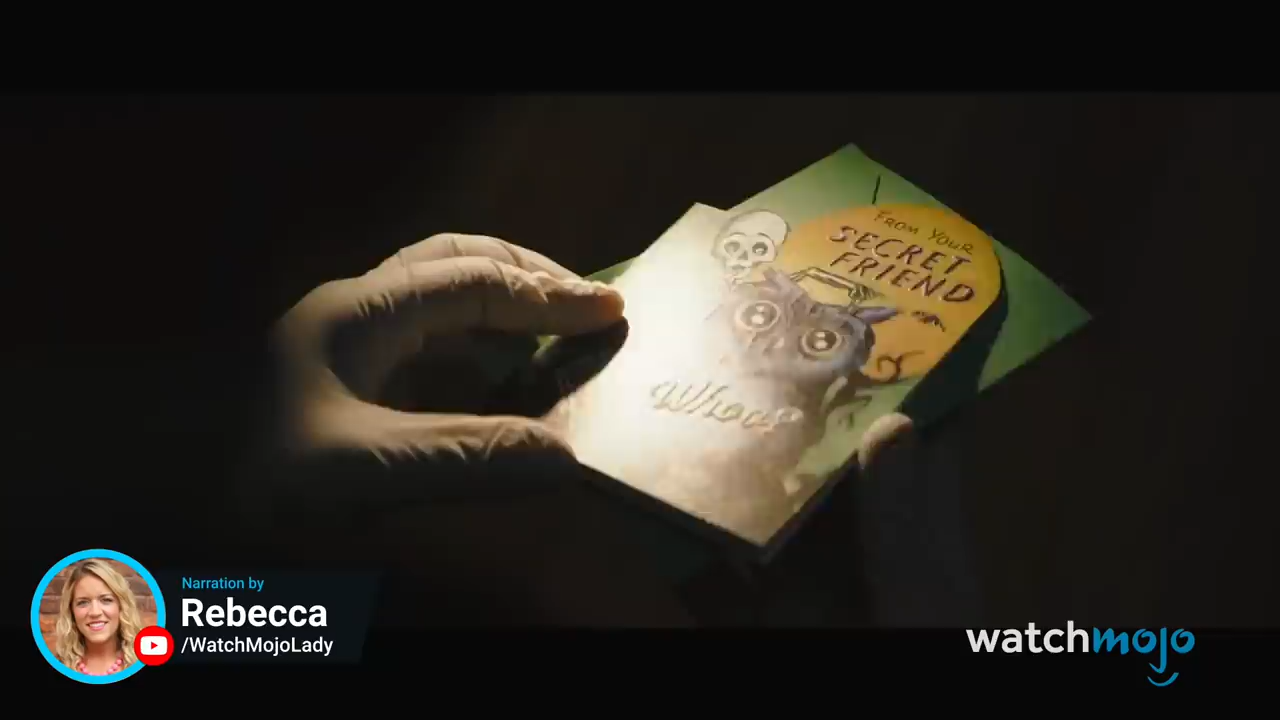 FROM YOUR
SECRET
FRIEND
Whoo?
Narration by
Rebecca
/WatchMojoLady
watchmojo